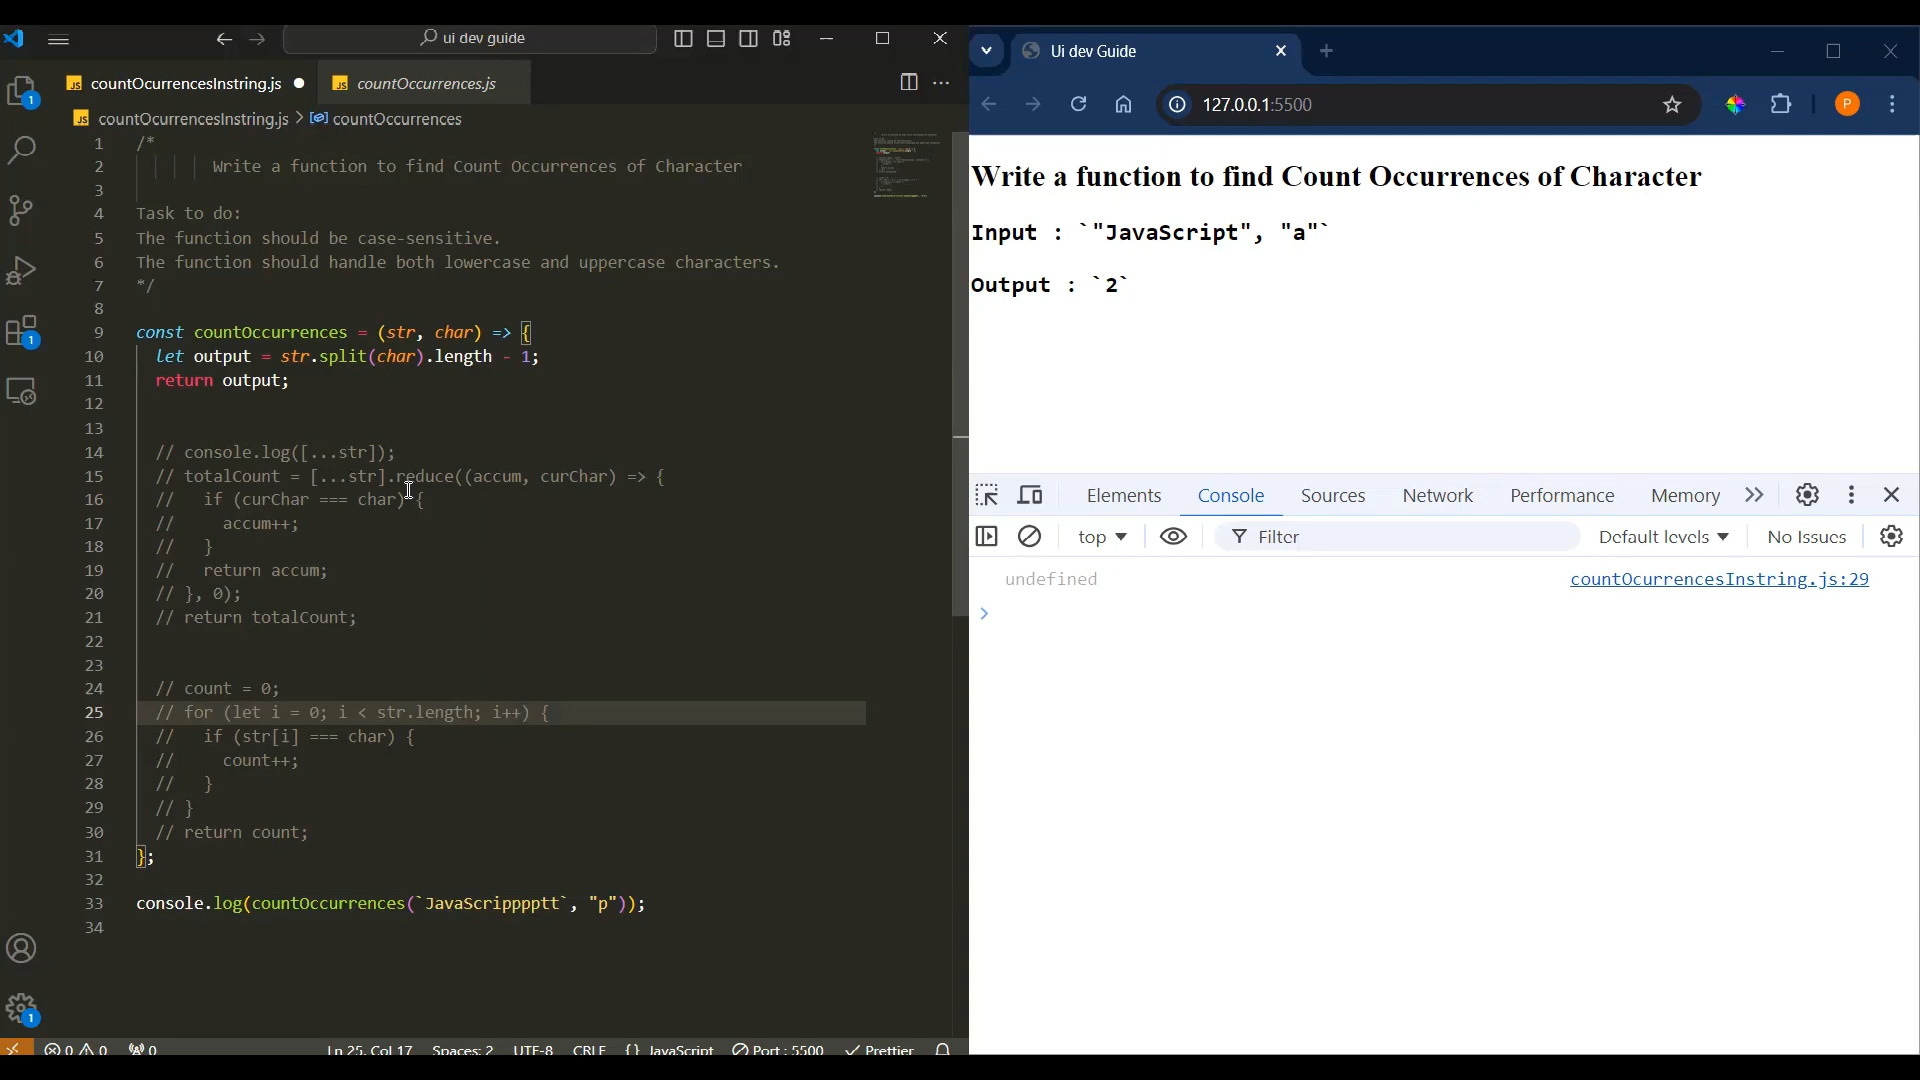 ui dev guide
countOcurrencesInstring.js
countOccurrences.js
countOcurrencesInstring.js > countOccurrences
1 /*
2 Write a function to find Count Occurrences of Character
3
4 Task to do:
5 The function should be case-sensitive.
6 The function should handle both lowercase and uppercase characters.
7 */
8
9 const countOccurrences = (str, char) => {
10 let output = str.split(char).length - 1;
11 return output;
12
13
14 // console.log([...str]);
15 // totalCount = [...str].reduce((accum, curChar) => {
16 // if (curChar === char) {
17 // accum++;
18 // }
19 // return accum;
20 // }, 0);
21 // return totalCount;
22
23
24 // count = 0;
25 // for (let i = 0; i < str.length; i++) {
26 // if (str[i] === char) {
27 // count++;
28 // }
29 // }
30 // return count;
31 };
32
33 console.log(countOccurrences(`JavaScripppptt`, "p"));
34
1
1
1
0 0 0 Ln 25, Col 17 Spaces: 2 UTF-8 CRLF {} JavaScript Port : 5500 Prettier
Ui dev Guide
127.0.0.1:5500
P
Write a function to find Count Occurrences of Character
Input : `"JavaScript", "a"`
Output : `2`
Elements Console Sources Network Performance Memory
top Filter Default levels No Issues
undefined countOcurrencesInstring.js:29